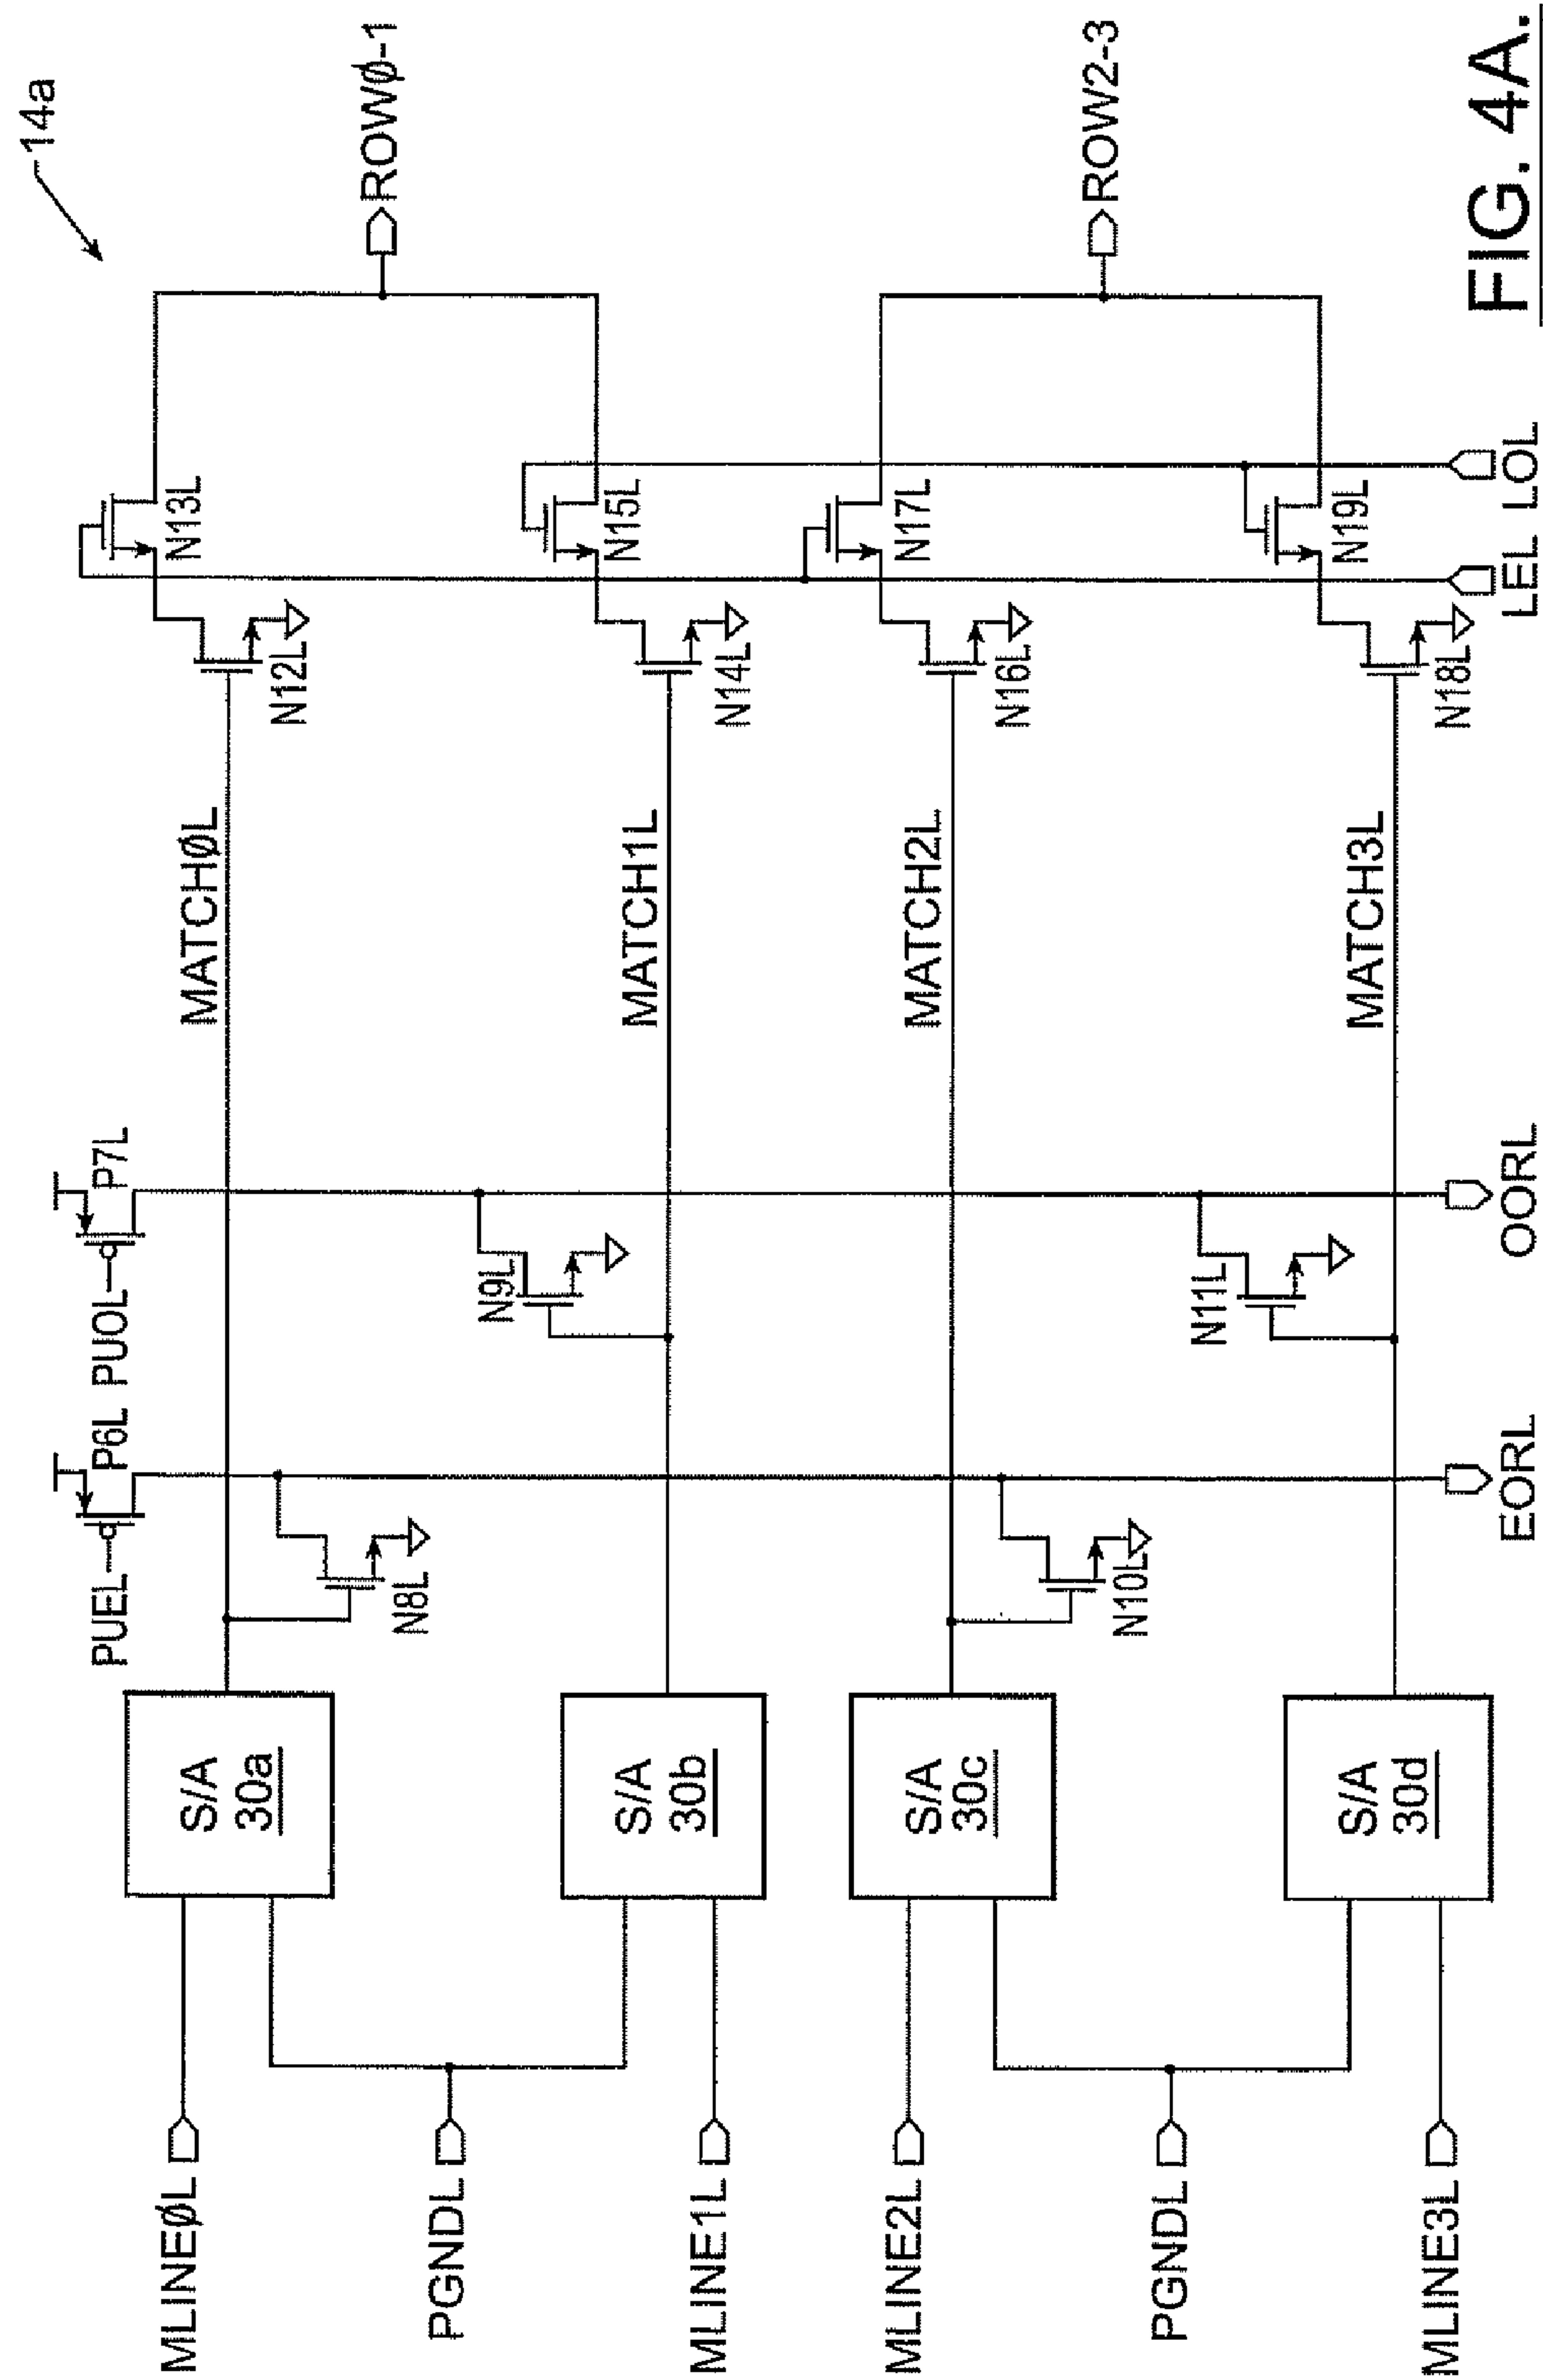 14a
PUEL
P6L
PUOL
P7L
N13L
MLINEØL
S/A
30a
MATCHØL
N12L
N8L
ROWØ-1
PGNDL
N9L
N15L
S/A
30b
MATCH1L
N14L
MLINE1L
MLINE2L
S/A
30c
MATCH2L
N17L
N16L
N10L
ROW2-3
PGNDL
N11L
N19L
S/A
30d
MATCH3L
N18L
MLINE3L
EORL
OORL
LEL
LOL
FIG. 4A.